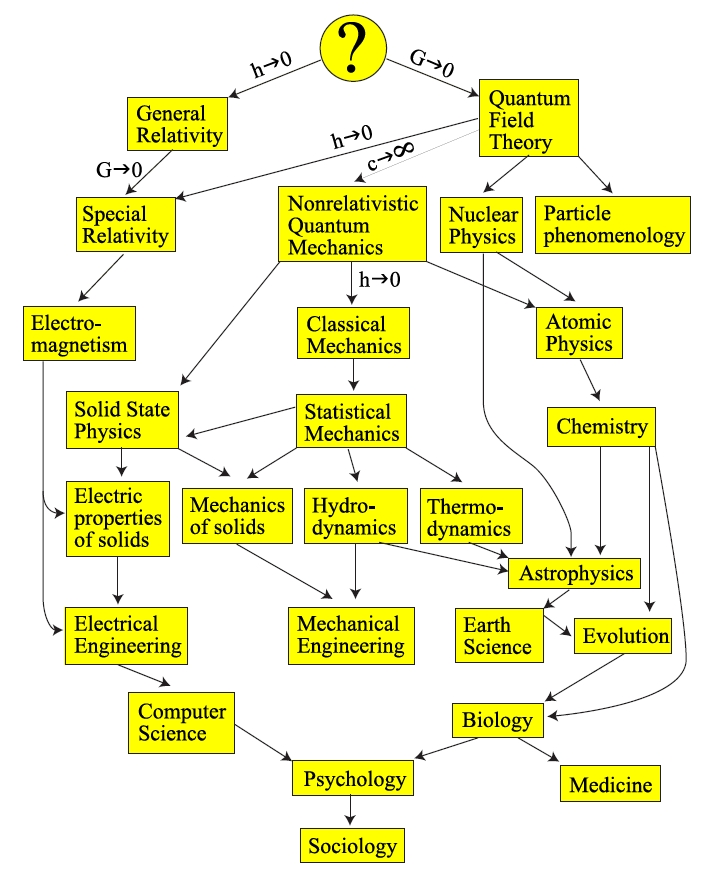 ?
h→0
G→0
General
Relativity
Quantum
Field
Theory
h→0
c→∞
G→0
Special
Relativity
Nonrelativistic
Quantum
Mechanics
Nuclear
Physics
Particle
phenomenology
h→0
Electro-
magnetism
Classical
Mechanics
Atomic
Physics
Solid State
Physics
Statistical
Mechanics
Chemistry
Electric
properties
of solids
Mechanics
of solids
Hydro-
dynamics
Thermo-
dynamics
Astrophysics
Electrical
Engineering
Mechanical
Engineering
Earth
Science
Evolution
Computer
Science
Biology
Psychology
Medicine
Sociology